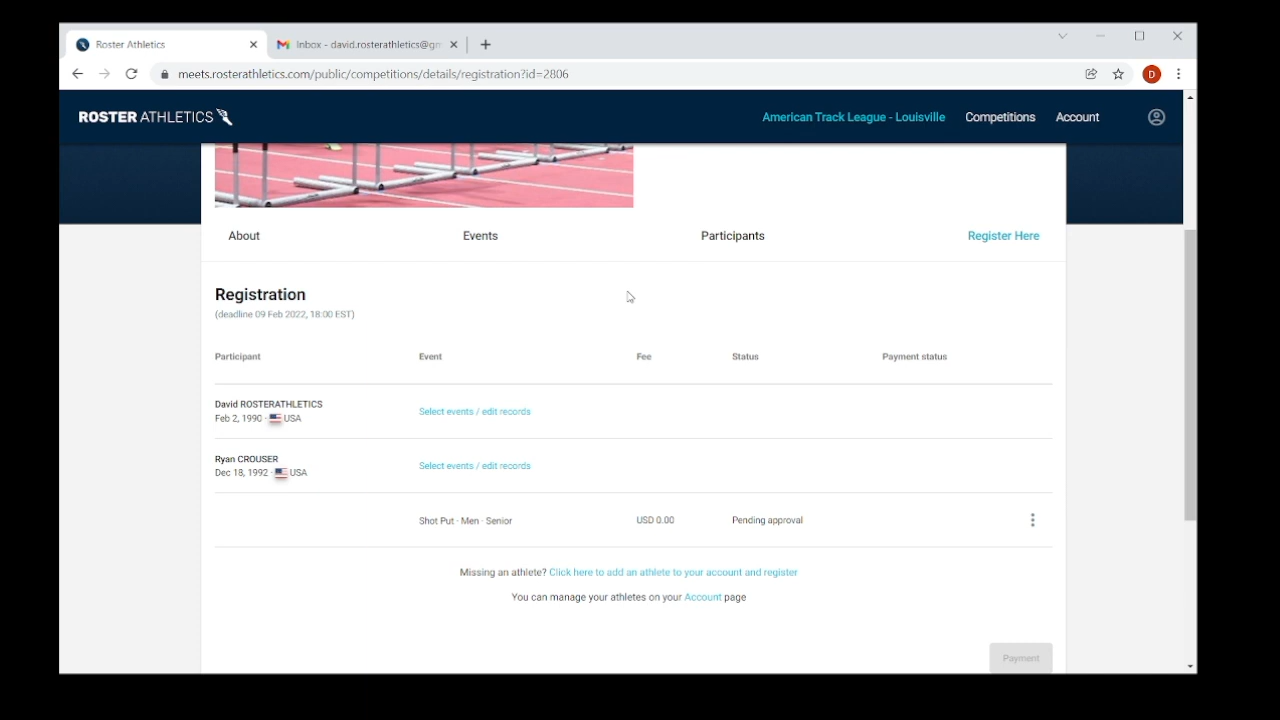 Roster Athletics
Inbox - david.rosterathletics@gm
meets.rosterathletics.com/public/competitions/details/registration?id=2806
D
ROSTER ATHLETICS
American Track League - Louisville
Competitions
Account
About
Events
Participants
Register Here
Registration
(deadline 09 Feb 2022, 18:00 EST)
Participant Event Fee Status Payment status
David ROSTERATHLETICS
Feb 2, 1990 · USA
Select events / edit records
Ryan CROUSER
Dec 18, 1992 · USA
Select events / edit records
Shot Put · Men · Senior USD 0.00 Pending approval
Missing an athlete? Click here to add an athlete to your account and register
You can manage your athletes on your Account page
Payment